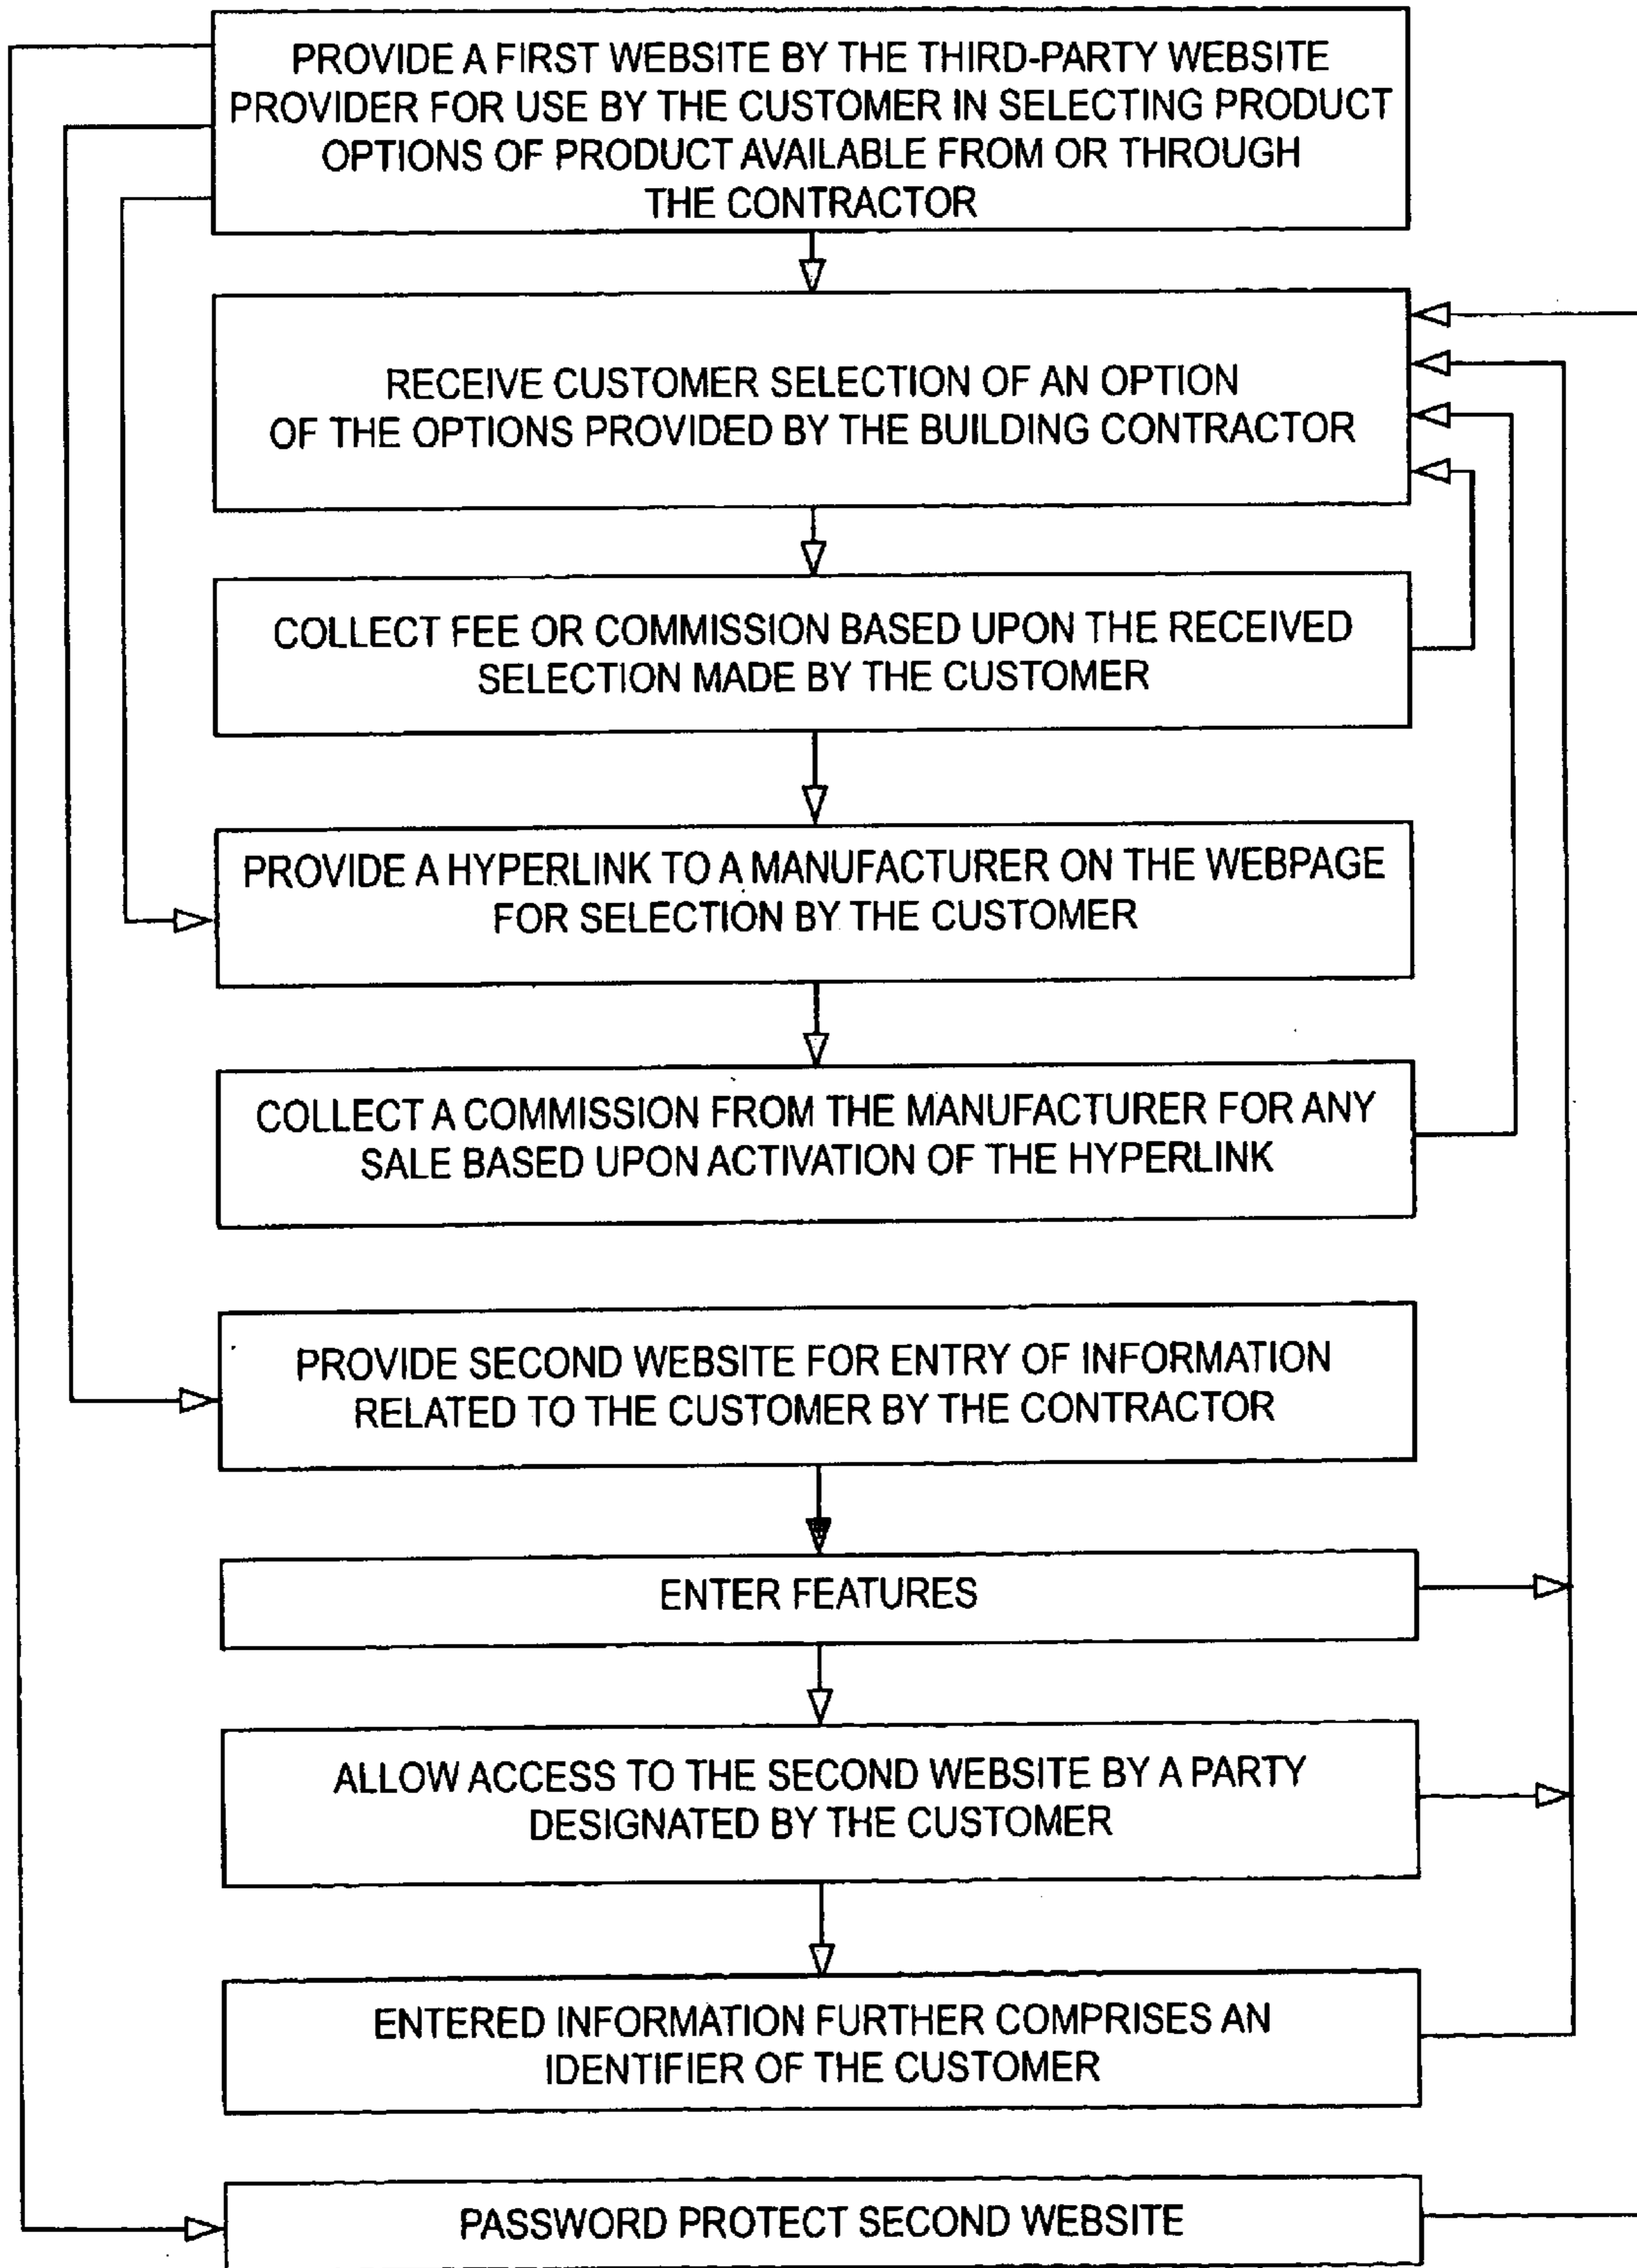 PROVIDE A FIRST WEBSITE BY THE THIRD-PARTY WEBSITE
PROVIDER FOR USE BY THE CUSTOMER IN SELECTING PRODUCT
OPTIONS OF PRODUCT AVAILABLE FROM OR THROUGH
THE CONTRACTOR
RECEIVE CUSTOMER SELECTION OF AN OPTION
OF THE OPTIONS PROVIDED BY THE BUILDING CONTRACTOR
COLLECT FEE OR COMMISSION BASED UPON THE RECEIVED
SELECTION MADE BY THE CUSTOMER
PROVIDE A HYPERLINK TO A MANUFACTURER ON THE WEBPAGE
FOR SELECTION BY THE CUSTOMER
COLLECT A COMMISSION FROM THE MANUFACTURER FOR ANY
SALE BASED UPON ACTIVATION OF THE HYPERLINK
PROVIDE SECOND WEBSITE FOR ENTRY OF INFORMATION
RELATED TO THE CUSTOMER BY THE CONTRACTOR
ENTER FEATURES
ALLOW ACCESS TO THE SECOND WEBSITE BY A PARTY
DESIGNATED BY THE CUSTOMER
ENTERED INFORMATION FURTHER COMPRISES AN
IDENTIFIER OF THE CUSTOMER
PASSWORD PROTECT SECOND WEBSITE